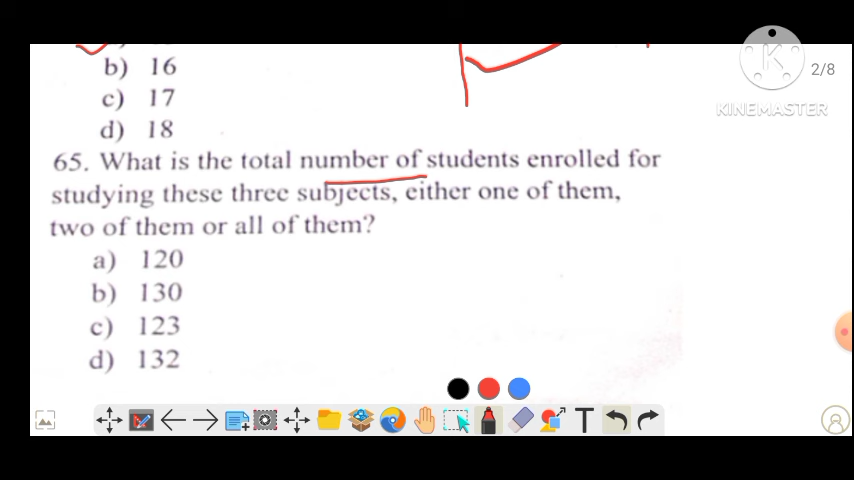 b) 16
c) 17
d) 18
65. What is the total number of students enrolled for
studying these three subjects, either one of them,
two of them or all of them?
a) 120
b) 130
c) 123
d) 132
2/8
K
KINEMASTER
T